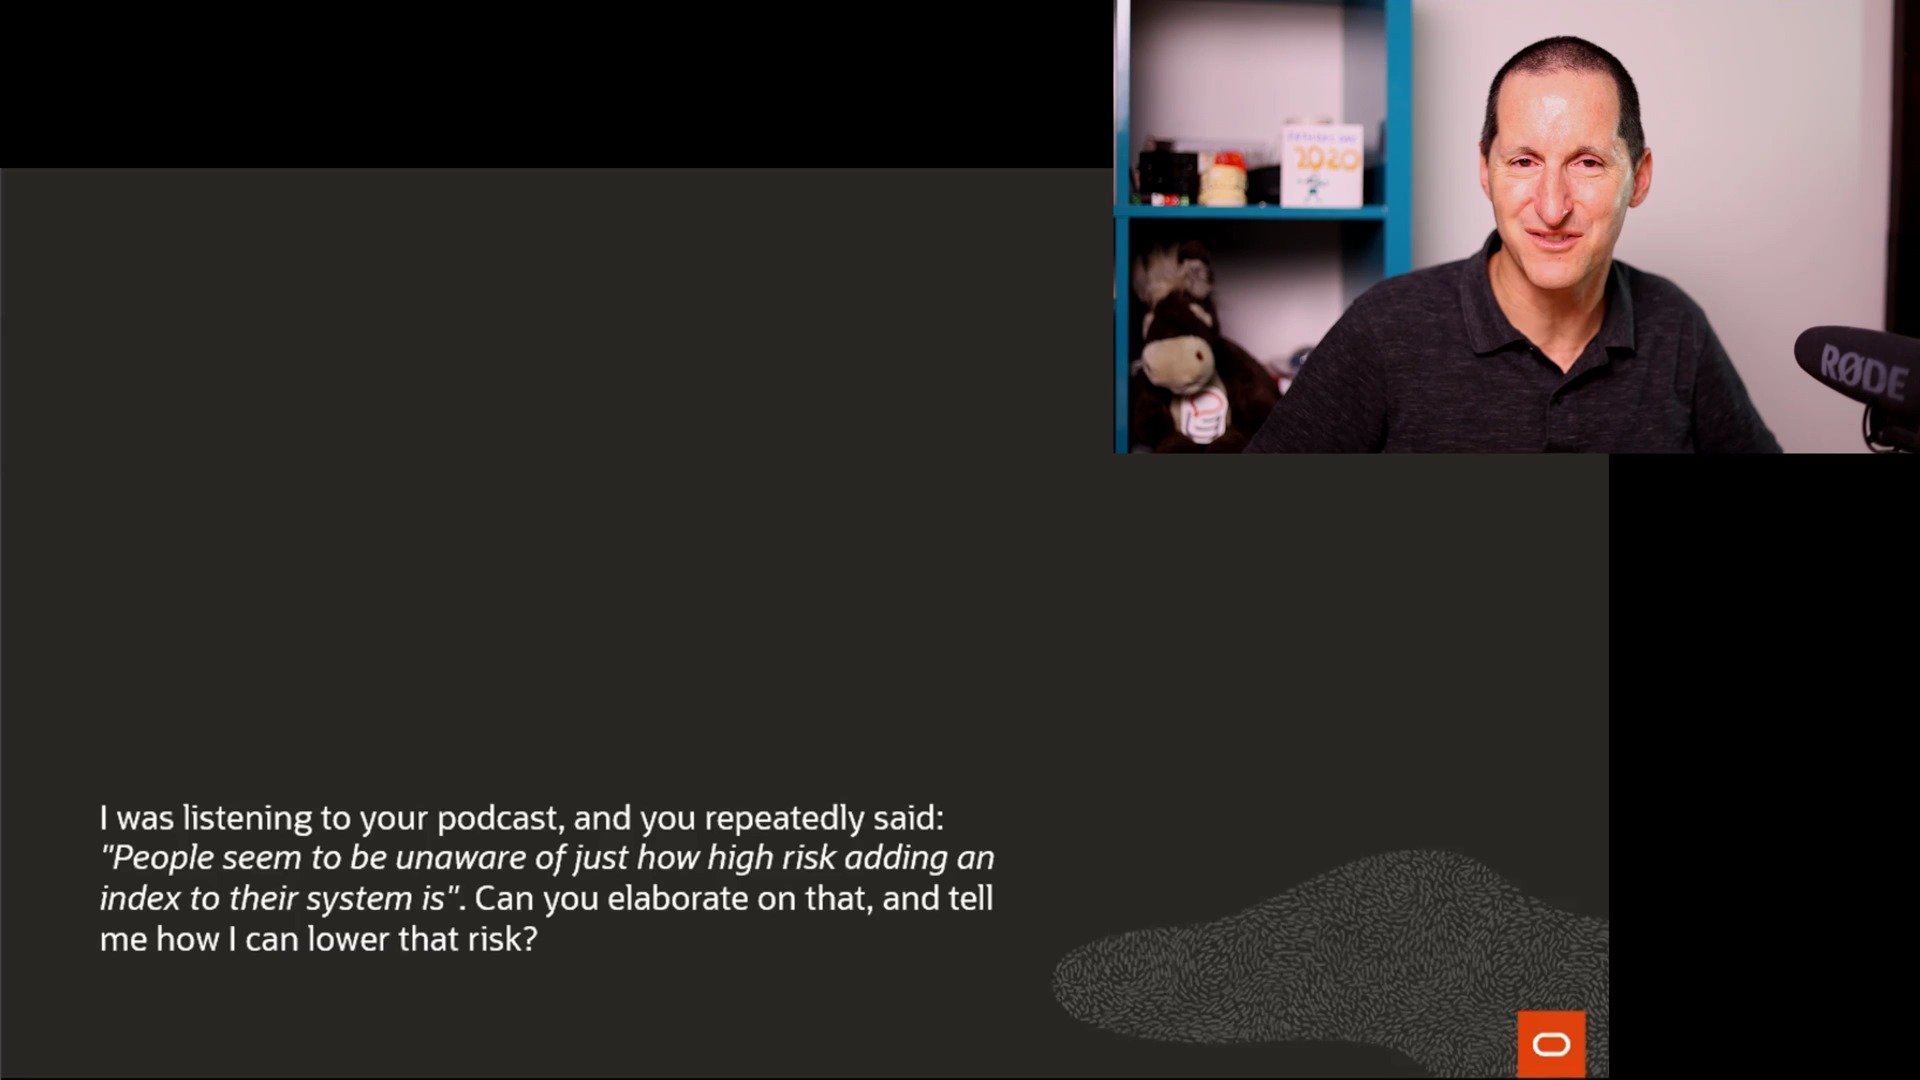 FATHERS DAY
2020
RØDE
I was listening to your podcast, and you repeatedly said:
"People seem to be unaware of just how high risk adding an
index to their system is". Can you elaborate on that, and tell
me how I can lower that risk?